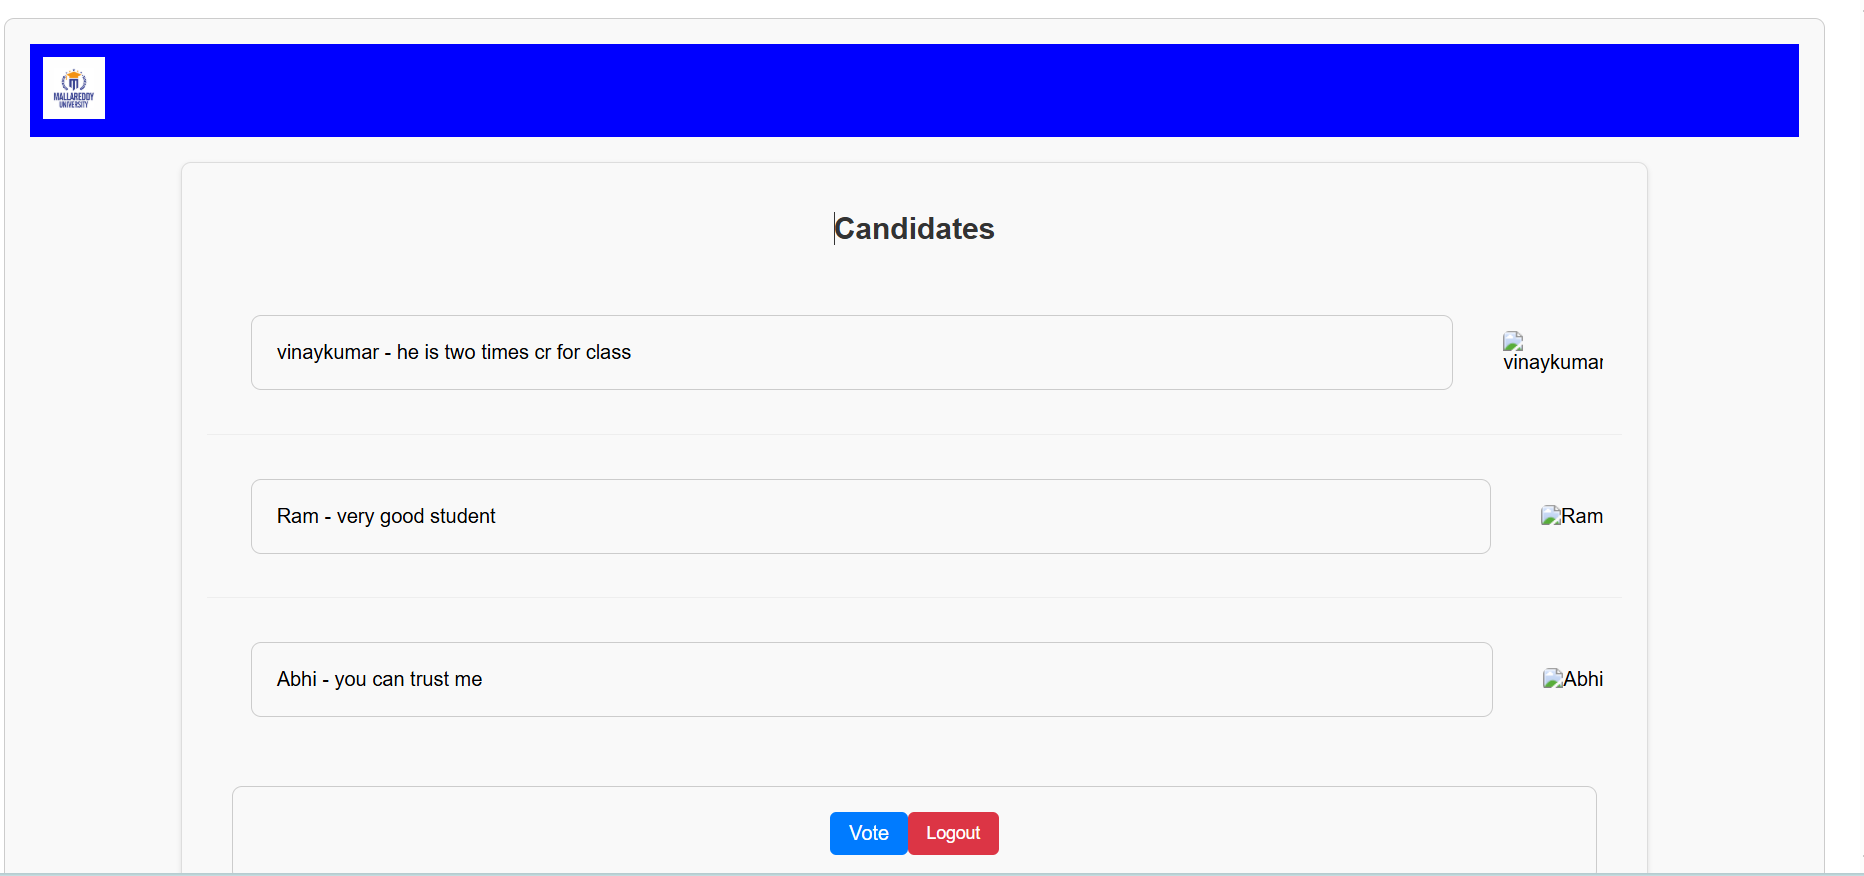 MALLAREDDY
UNIVERSITY
Candidates
vinaykumar - he is two times cr for class
vinaykumar
Ram - very good student
Ram
Abhi - you can trust me
Abhi
Vote
Logout